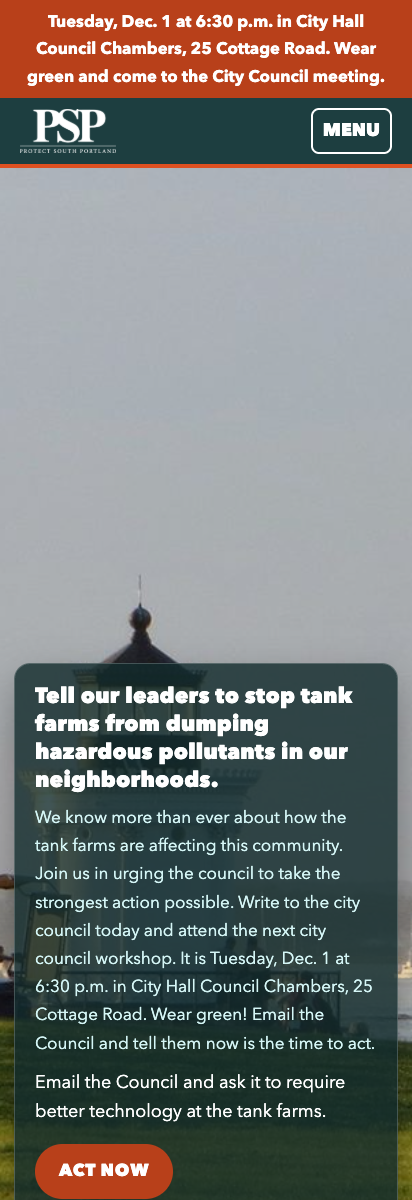 Tuesday, Dec. 1 at 6:30 p.m. in City Hall
Council Chambers, 25 Cottage Road. Wear
green and come to the City Council meeting.
PSP
PROTECT SOUTH PORTLAND
MENU
Tell our leaders to stop tank
farms from dumping
hazardous pollutants in our
neighborhoods.
We know more than ever about how the
tank farms are affecting this community.
Join us in urging the council to take the
strongest action possible. Write to the city
council today and attend the next city
council workshop. It is Tuesday, Dec. 1 at
6:30 p.m. in City Hall Council Chambers, 25
Cottage Road. Wear green! Email the
Council and tell them now is the time to act.
Email the Council and ask it to require
better technology at the tank farms.
ACT NOW